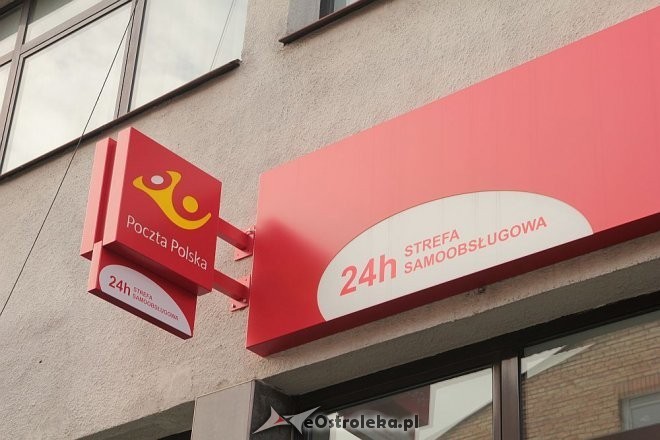 Poczta Polska
24h STREFA
SAMOOBSŁUGOWA
24h STREFA
SAMOOBSŁUGOWA
eOstroleka.pl